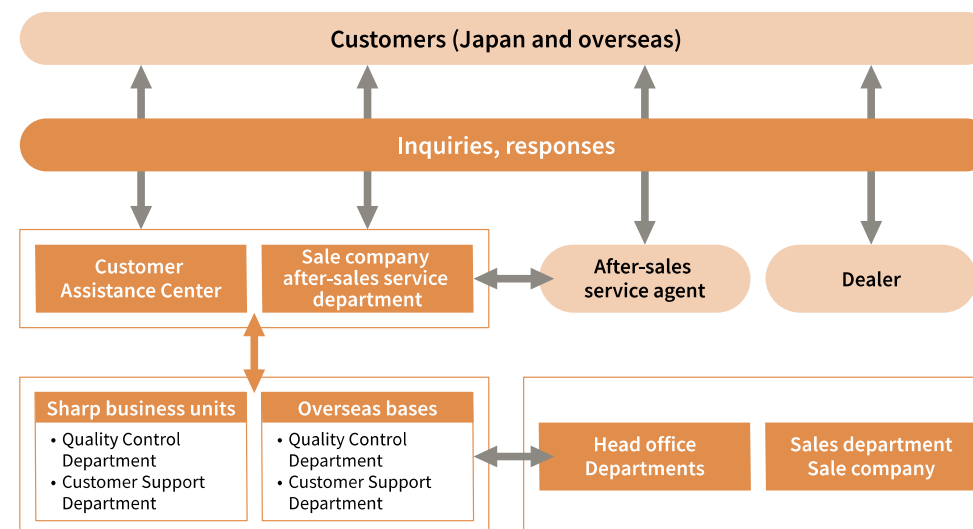 Customers (Japan and overseas)
Inquiries, responses
Customer
Assistance Center
Sale company
after-sales service
department
After-sales
service agent
Dealer
Sharp business units
• Quality Control
Department
• Customer Support
Department
Overseas bases
• Quality Control
Department
• Customer Support
Department
Head office
Departments
Sales department
Sale company